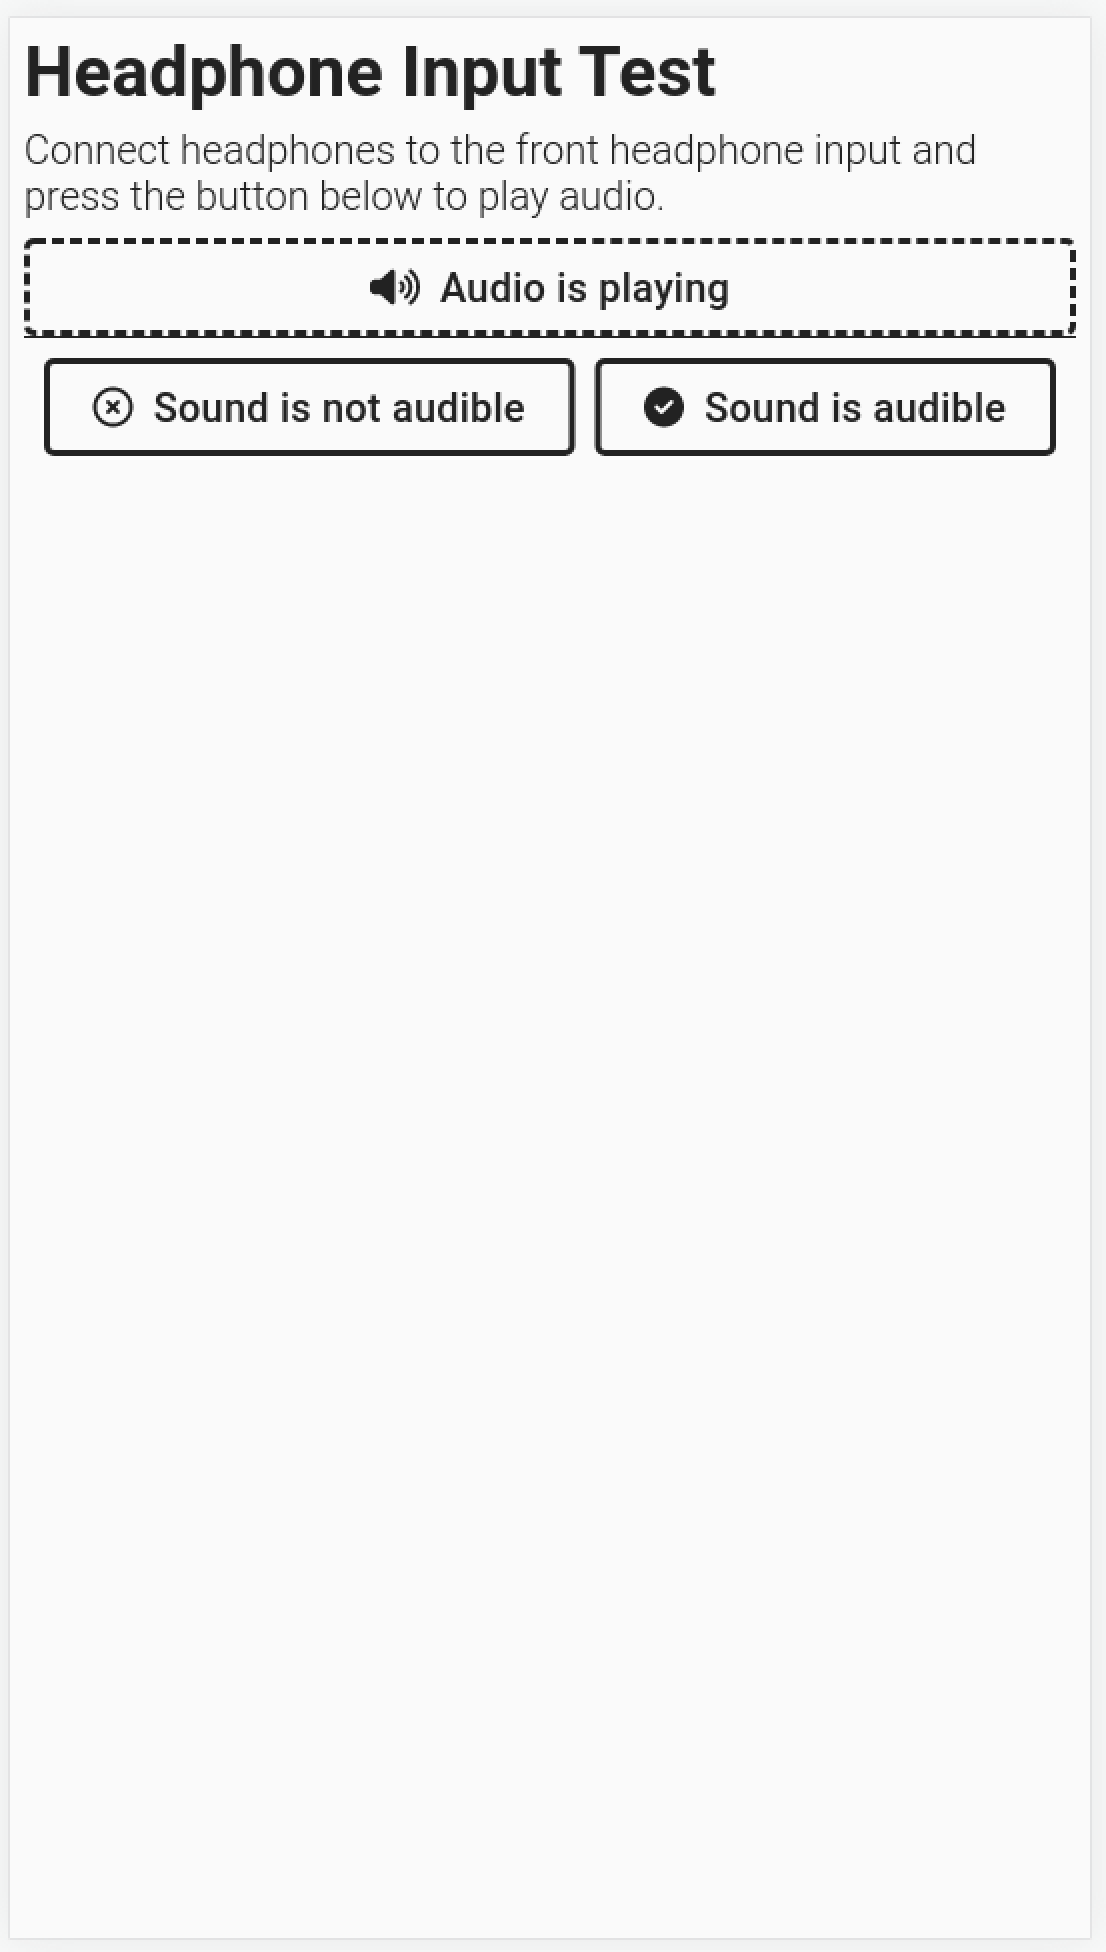 Headphone Input Test
Connect headphones to the front headphone input and
press the button below to play audio.
Audio is playing
Sound is not audible
Sound is audible